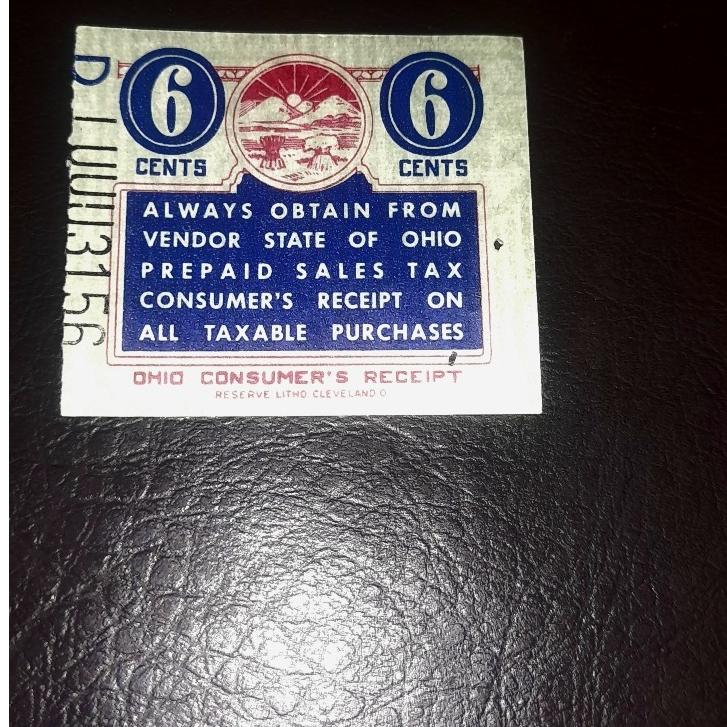 6 6
CENTS CENTS
ALWAYS OBTAIN FROM
VENDOR STATE OF OHIO
PREPAID SALES TAX
CONSUMER'S RECEIPT ON
ALL TAXABLE PURCHASES
OHIO CONSUMER'S RECEIPT
RESERVE LITHO. CLEVELAND O